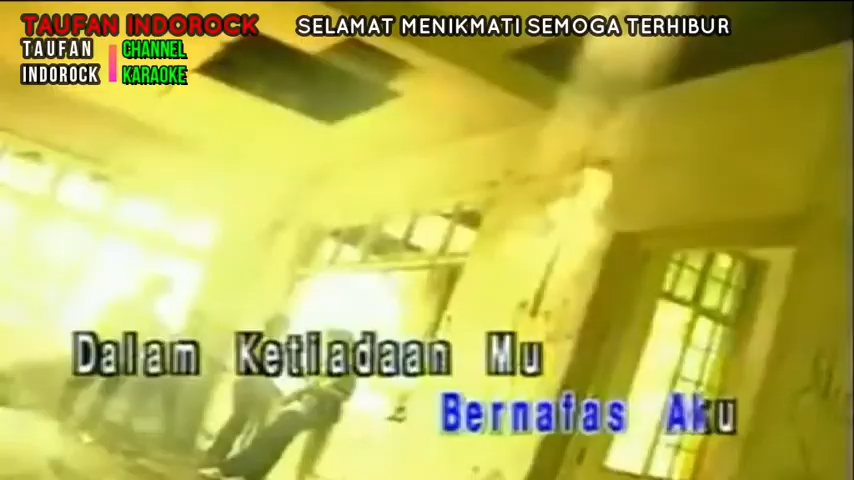 TAUFAN INDOROCK
SELAMAT MENIKMATI SEMOGA TERHIBUR
TAUFAN
INDOROCK
CHANNEL
KARAOKE
Dalam Ketiadaan Mu
Bernafas Aku